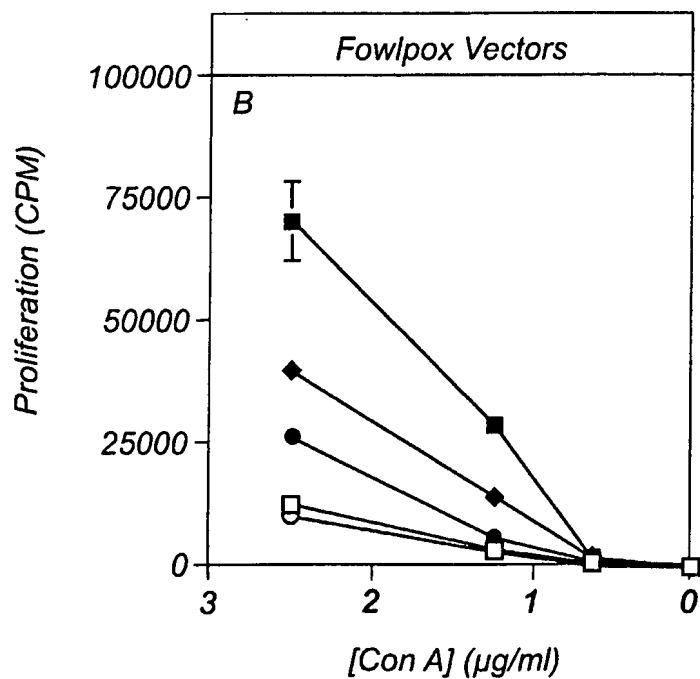 Fowlpox Vectors
B
Proliferation (CPM)
100000
75000
50000
25000
0
3 2 1 0
[Con A] (μg/ml)